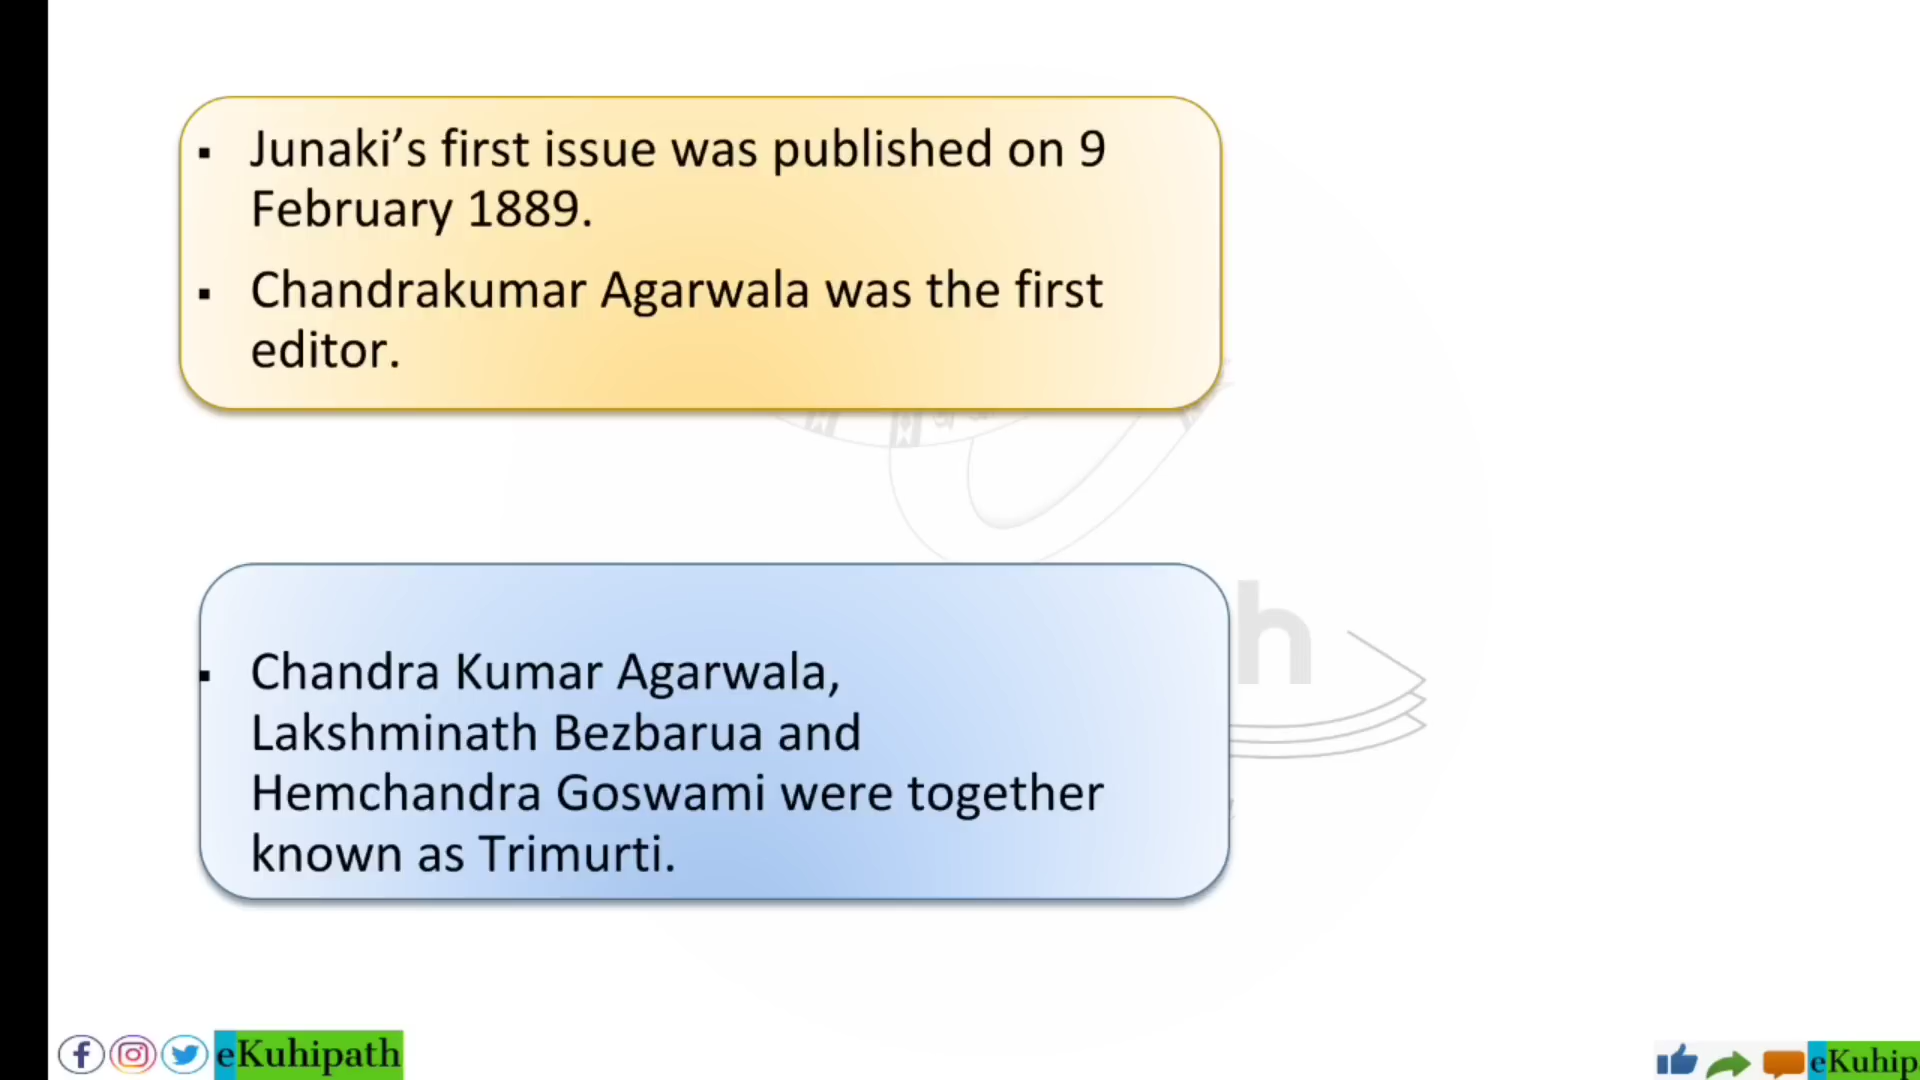 ▪ Junaki’s first issue was published on 9
February 1889.
▪ Chandrakumar Agarwala was the first
editor.
h
▪ Chandra Kumar Agarwala,
Lakshminath Bezbarua and
Hemchandra Goswami were together
known as Trimurti.
eKuhipath
eKuhip